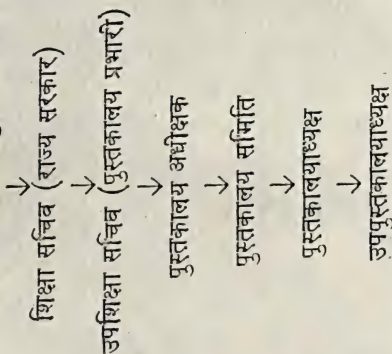 ↓
शिक्षा सचिव (राज्य सरकार)
↓
उपशिक्षा सचिव (पुस्तकालय प्रभारी)
↓
पुस्तकालय अधीक्षक
↓
पुस्तकालय समिति
↓
पुस्तकालयाध्यक्ष
↓
उपपुस्तकालयाध्यक्ष